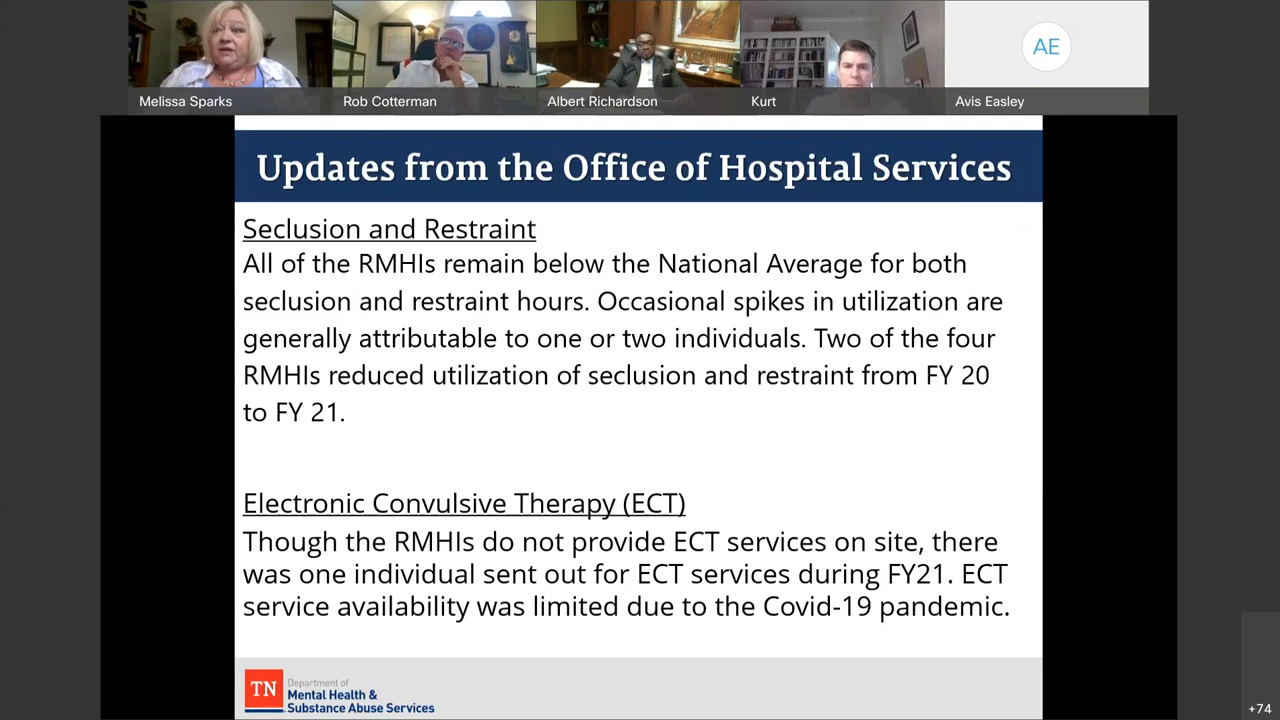 Melissa Sparks
Rob Cotterman
Albert Richardson
Kurt
AE
Avis Easley
Updates from the Office of Hospital Services
Seclusion and Restraint
All of the RMHIs remain below the National Average for both
seclusion and restraint hours. Occasional spikes in utilization are
generally attributable to one or two individuals. Two of the four
RMHIs reduced utilization of seclusion and restraint from FY 20
to FY 21.
Electronic Convulsive Therapy (ECT)
Though the RMHIs do not provide ECT services on site, there
was one individual sent out for ECT services during FY21. ECT
service availability was limited due to the Covid-19 pandemic.
TN
Department of
Mental Health &
Substance Abuse Services
+74